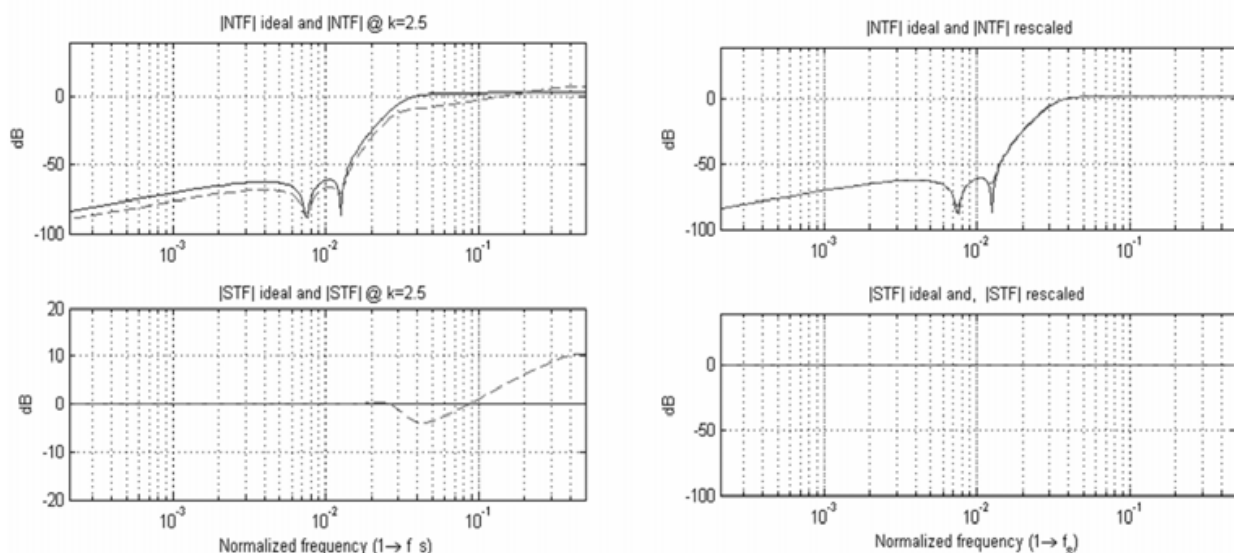 |NTF| ideal and |NTF| @ k=2.5
0
-50
-100
dB
10^-3
10^-2
10^-1
|STF| ideal and |STF| @ k=2.5
20
10
0
-10
-20
dB
10^-3
10^-2
10^-1
Normalized frequency (1→ f_s)
|NTF| ideal and |NTF| rescaled
0
-50
-100
dB
10^-3
10^-2
10^-1
|STF| ideal and, |STF| rescaled
0
-50
-100
dB
10^-3
10^-2
10^-1
Normalized frequency (1→